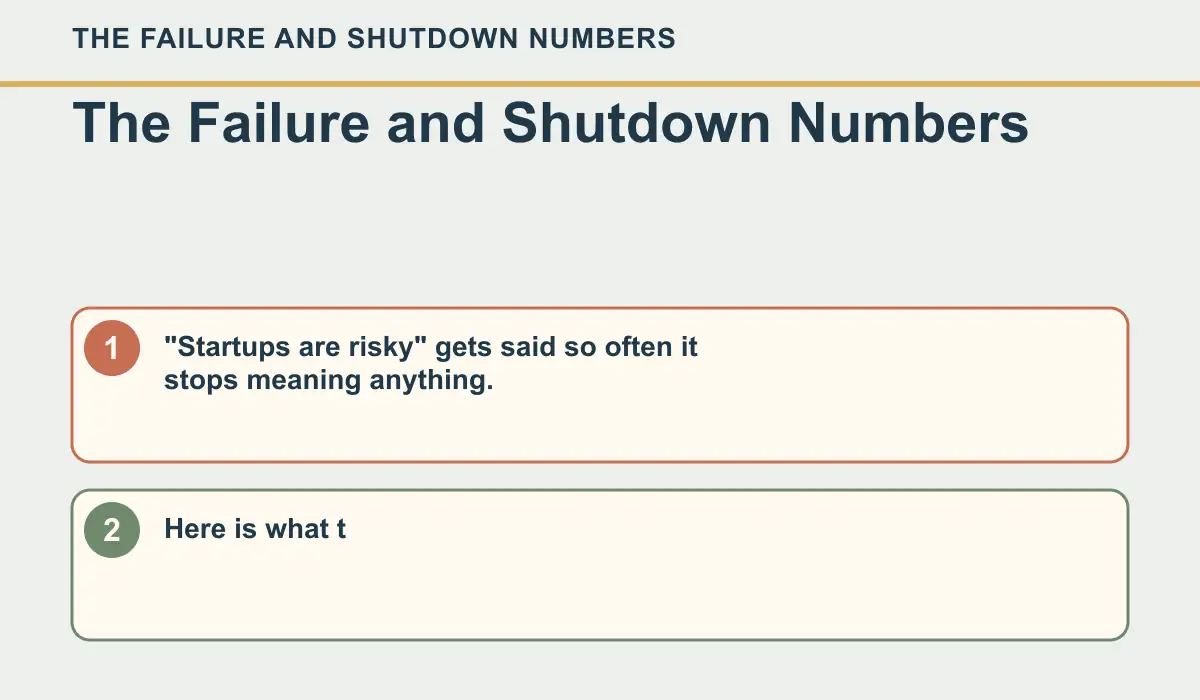 THE FAILURE AND SHUTDOWN NUMBERS
The Failure and Shutdown Numbers
1
"Startups are risky" gets said so often it
stops meaning anything.
2
Here is what t